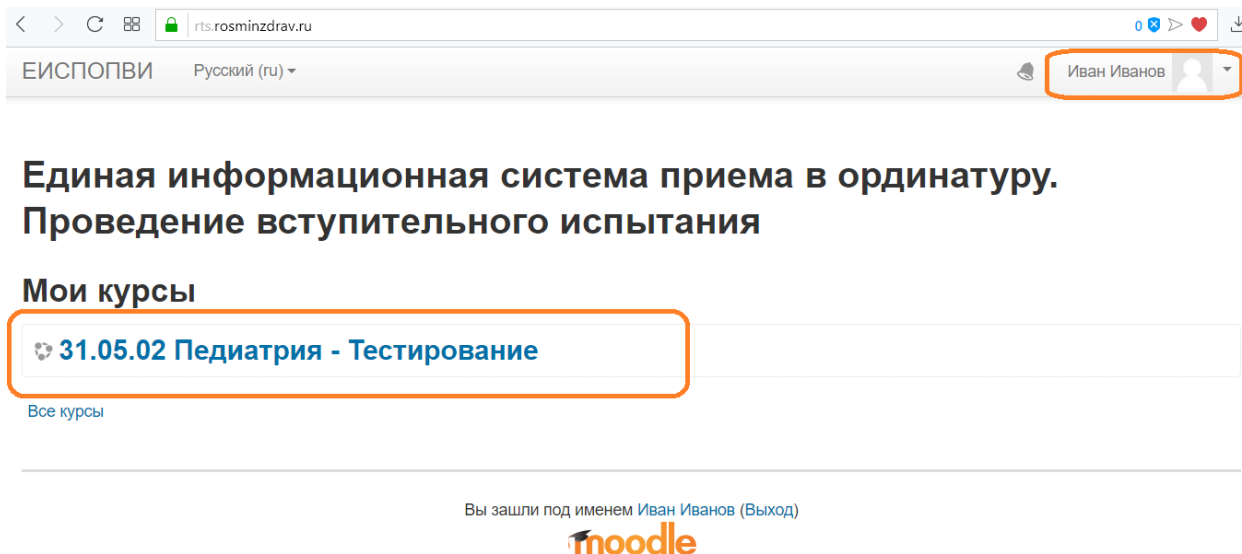 rts.rosminzdrav.ru
0
ЕИСПОПВИ Русский (ru)
Иван Иванов
Единая информационная система приема в ординатуру.
Проведение вступительного испытания
Мои курсы
31.05.02 Педиатрия - Тестирование
Все курсы
Вы зашли под именем Иван Иванов (Выход)
moodle